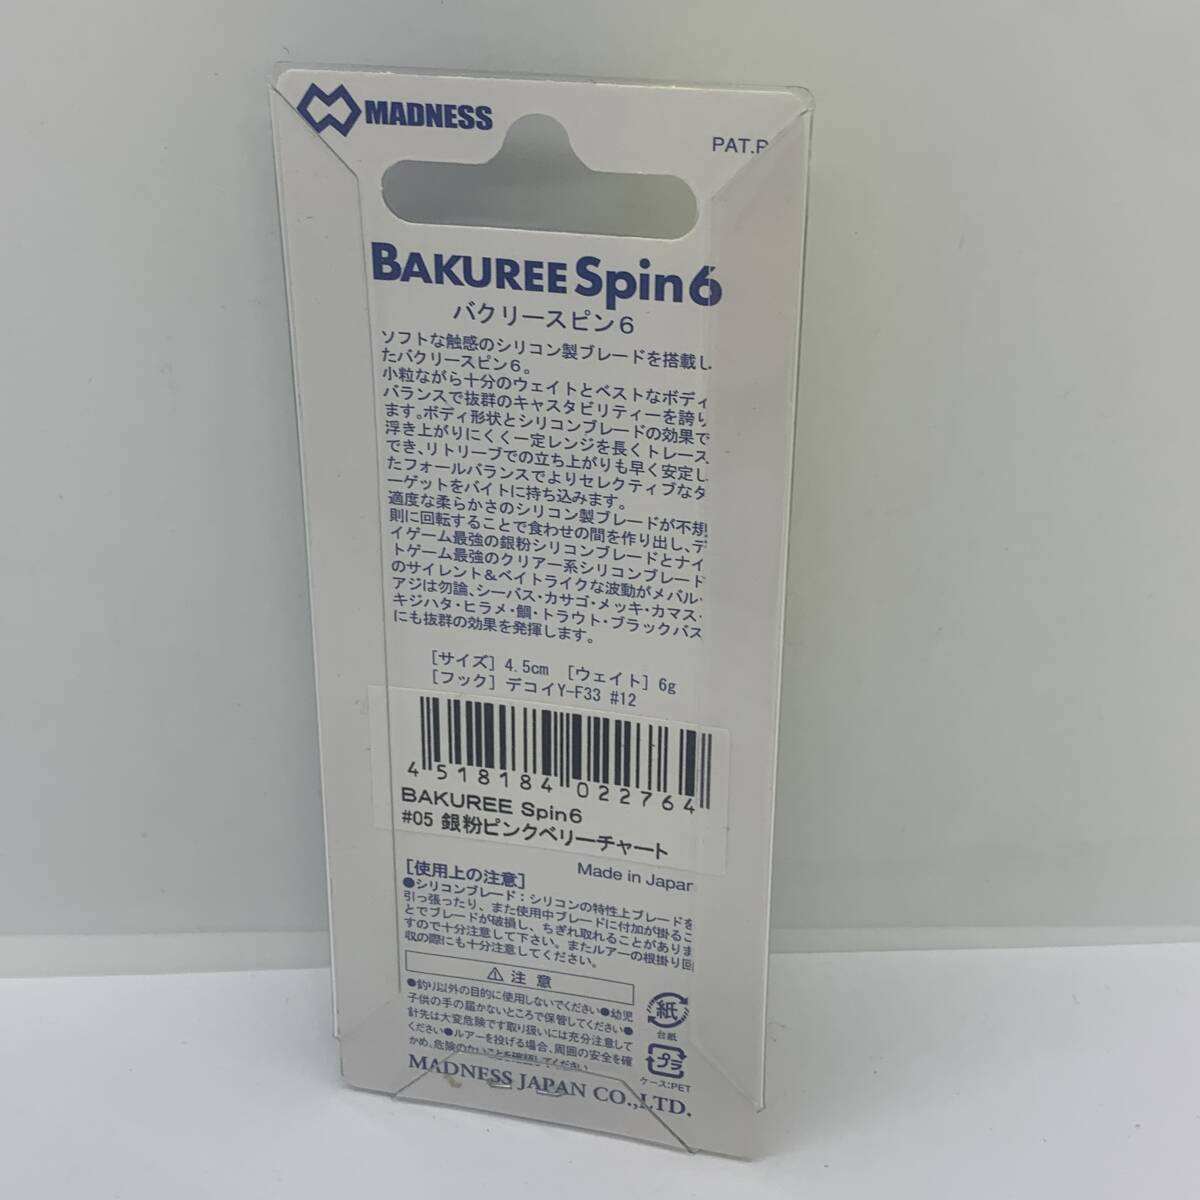 MADNESS
PAT.P
BAKUREE Spin6
バクリースピン6
ソフトな触感のシリコン製ブレードを搭載し
たバクリースピン6。
小粒ながら十分のウェイトとベストなボディ
バランスで抜群のキャスタビリティーを誇り
ます。ボディ形状とシリコンブレードの効果で
浮き上がりにくく一定レンジを長くトレース
でき、リトリーブでの立ち上がりも早く安定し
たフォールバランスでよりセレクティブなタ
ーゲットをバイトに持ち込みます。
適度な柔らかさのシリコン製ブレードが不規
則に回転することで食わせの間を作り出し、デ
イゲーム最強の銀粉シリコンブレードとナイ
トゲーム最強のクリアー系シリコンブレード
のサイレント&ベイトライクな波動がメバル・
アジは勿論、シーバス・カサゴ・メッキ・カマス・
キジハタ・ヒラメ・鯛・トラウト・ブラックバス
にも抜群の効果を発揮します。
[サイズ] 4.5cm [ウェイト] 6g
[フック] デコイY-F33 #12
4 518184 022764
BAKUREE Spin6
#05 銀粉ピンクベリーチャート
Made in Japan
[使用上の注意]
●シリコンブレード：シリコンの特性上ブレードを
引っ張ったり、また使用中ブレードに付加が掛るこ
とでブレードが破損し、ちぎれ取れることがありま
すので十分注意して下さい。またルアーの根掛り回
収の際にも十分注意してください。
⚠注意
●釣り以外の目的に使用しないでください●幼児
子供の手の届かないところで保管してください●
針先は大変危険です取り扱いには充分注意して
ください●ルアーを投げる場合、周囲の安全を確
かめ、危険のないことを確認してください
紙
台紙
プラ
ケース:PET
MADNESS JAPAN CO.,LTD.